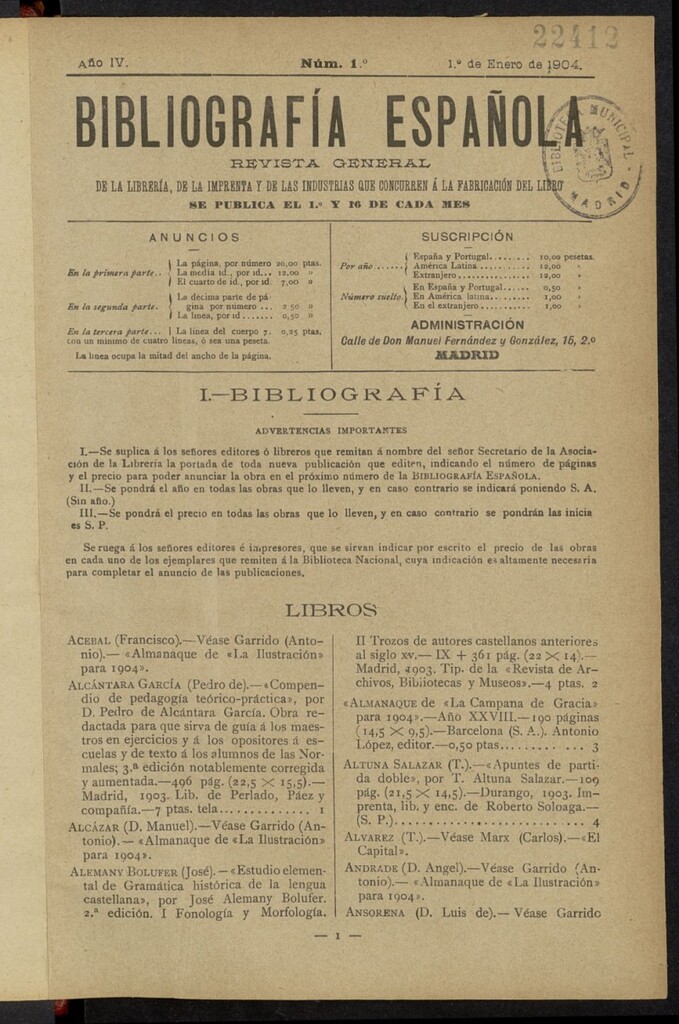 22412
Año IV.
Núm. 1.º
1.º de Enero de 1904.
BIBLIOGRAFÍA ESPAÑOLA
BIBLIOTECA MUNICIPAL - MADRID
REVISTA GENERAL
DE LA LIBRERÍA, DE LA IMPRENTA Y DE LAS INDUSTRIAS QUE CONCURREN Á LA FABRICACIÓN DEL LIBRO
SE PUBLICA EL 1.º Y 16 DE CADA MES
ANUNCIOS
En la primera parte..
La página, por número 20,00 ptas.
La media id., por id... 12,00 »
El cuarto de id., por id 7,00 »
En la segunda parte.
La décima parte de pá
gina por número ... 2,50 »
La línea, por id ....... 0,50 »
En la tercera parte... La línea del cuerpo 7. 0,25 ptas.
con un mínimo de cuatro líneas, ó sea una peseta.
La línea ocupa la mitad del ancho de la página.
SUSCRIPCIÓN
Por año......
España y Portugal........ 10,00 pesetas.
América Latina.......... 12,00 »
Extranjero............... 12,00 »
Número suelto.
En España y Portugal..... 0,50 »
En América latina........ 1,00 »
En el extranjero.......... 1,00 »
ADMINISTRACIÓN
Calle de Don Manuel Fernández y González, 15, 2.º
MADRID
I.—BIBLIOGRAFÍA
ADVERTENCIAS IMPORTANTES
I.—Se suplica á los señores editores ó libreros que remitan á nombre del señor Secretario de la Asocia-
ción de la Librería la portada de toda nueva publicación que editen, indicando el número de páginas
y el precio para poder anunciar la obra en el próximo número de la BIBLIOGRAFÍA ESPAÑOLA.
II.—Se pondrá el año en todas las obras que lo lleven, y en caso contrario se indicará poniendo S. A.
(Sin año.)
III.—Se pondrá el precio en todas las obras que lo lleven, y en caso contrario se pondrán las inicia
es S. P.
Se ruega á los señores editores é impresores, que se sirvan indicar por escrito el precio de las obras
en cada uno de los ejemplares que remiten á la Biblioteca Nacional, cuya indicación es altamente necesaria
para completar el anuncio de las publicaciones.
LIBROS
ACEBAL (Francisco).—Véase Garrido (Anto-
nio).— «Almanaque de «La Ilustración»
para 1904».
ALCÁNTARA GARCÍA (Pedro de).—«Compen-
dio de pedagogía teórico-práctica», por
D. Pedro de Alcántara García. Obra re-
dactada para que sirva de guía á los maes-
tros en ejercicios y á los opositores á es-
cuelas y de texto á los alumnos de las Nor-
males; 3.ª edición notablemente corregida
y aumentada.—496 pág. (22,5 × 15,5).—
Madrid, 1903. Lib. de Perlado, Páez y
compañía.—7 ptas. tela............. 1
ALCÁZAR (D. Manuel).—Véase Garrido (An-
tonio). — «Almanaque de «La Ilustración»
para 1904».
ALEMANY BOLUFER (José). — «Estudio elemen-
tal de Gramática histórica de la lengua
castellana», por José Alemany Bolufer.
2.ª edición. I Fonología y Morfología.
II Trozos de autores castellanos anteriores
al siglo XV.— IX + 361 pág. (22 × 14).—
Madrid, 1903. Tip. de la «Revista de Ar-
chivos, Bibliotecas y Museos».—4 ptas. 2
«ALMANAQUE de «La Campana de Gracia»
para 1904».—Año XXVIII.—190 páginas
(14,5 × 9,5).—Barcelona (S. A.). Antonio
López, editor.—0,50 ptas............. 3
ALTUNA SALAZAR (T.).—«Apuntes de parti-
da doble», por T. Altuna Salazar.—109
pág. (21,5 × 14,5).—Durango, 1903. Im-
prenta, lib. y enc. de Roberto Soloaga.—
(S. P.)............................. 4
ALVAREZ (T.).—Véase Marx (Carlos).—«El
Capital».
ANDRADE (D. Angel).—Véase Garrido (An-
tonio).— «Almanaque de «La Ilustración»
para 1904».
ANSORENA (D. Luis de).— Véase Garrido
— 1 —